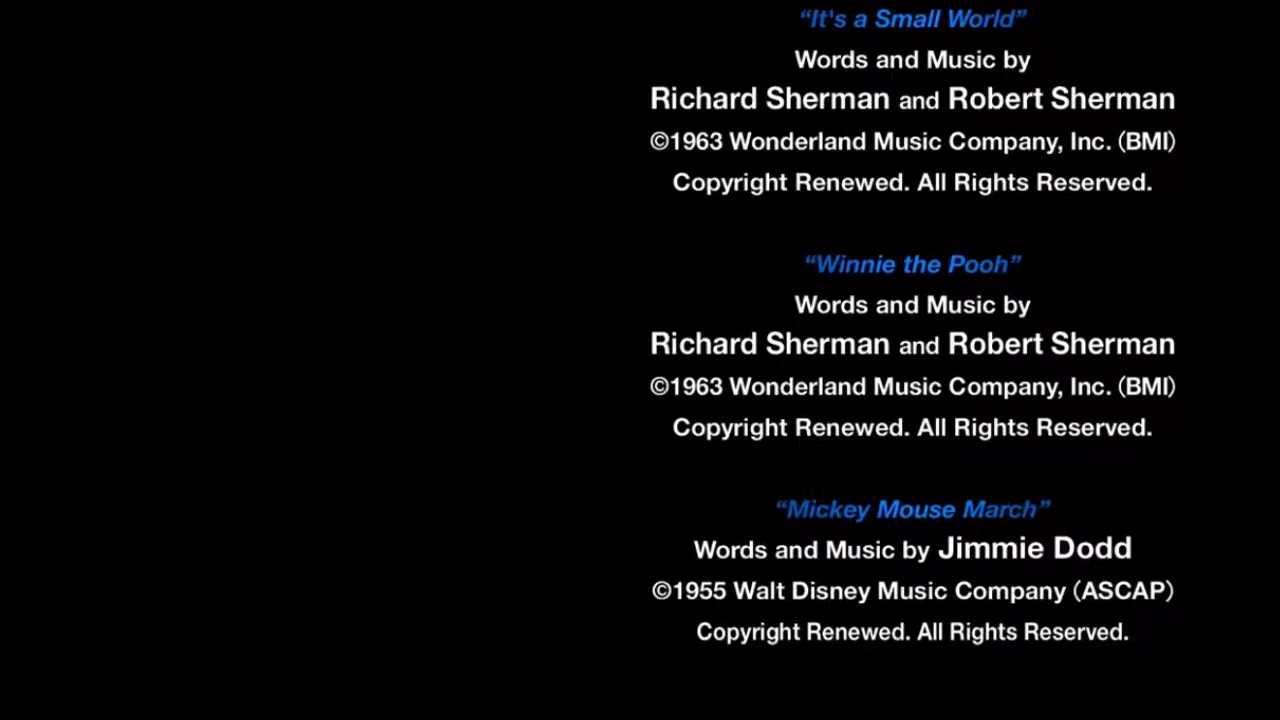 “It's a Small World”
Words and Music by
Richard Sherman and Robert Sherman
©1963 Wonderland Music Company, Inc. (BMI)
Copyright Renewed. All Rights Reserved.
“Winnie the Pooh”
Words and Music by
Richard Sherman and Robert Sherman
©1963 Wonderland Music Company, Inc. (BMI)
Copyright Renewed. All Rights Reserved.
“Mickey Mouse March”
Words and Music by Jimmie Dodd
©1955 Walt Disney Music Company (ASCAP)
Copyright Renewed. All Rights Reserved.